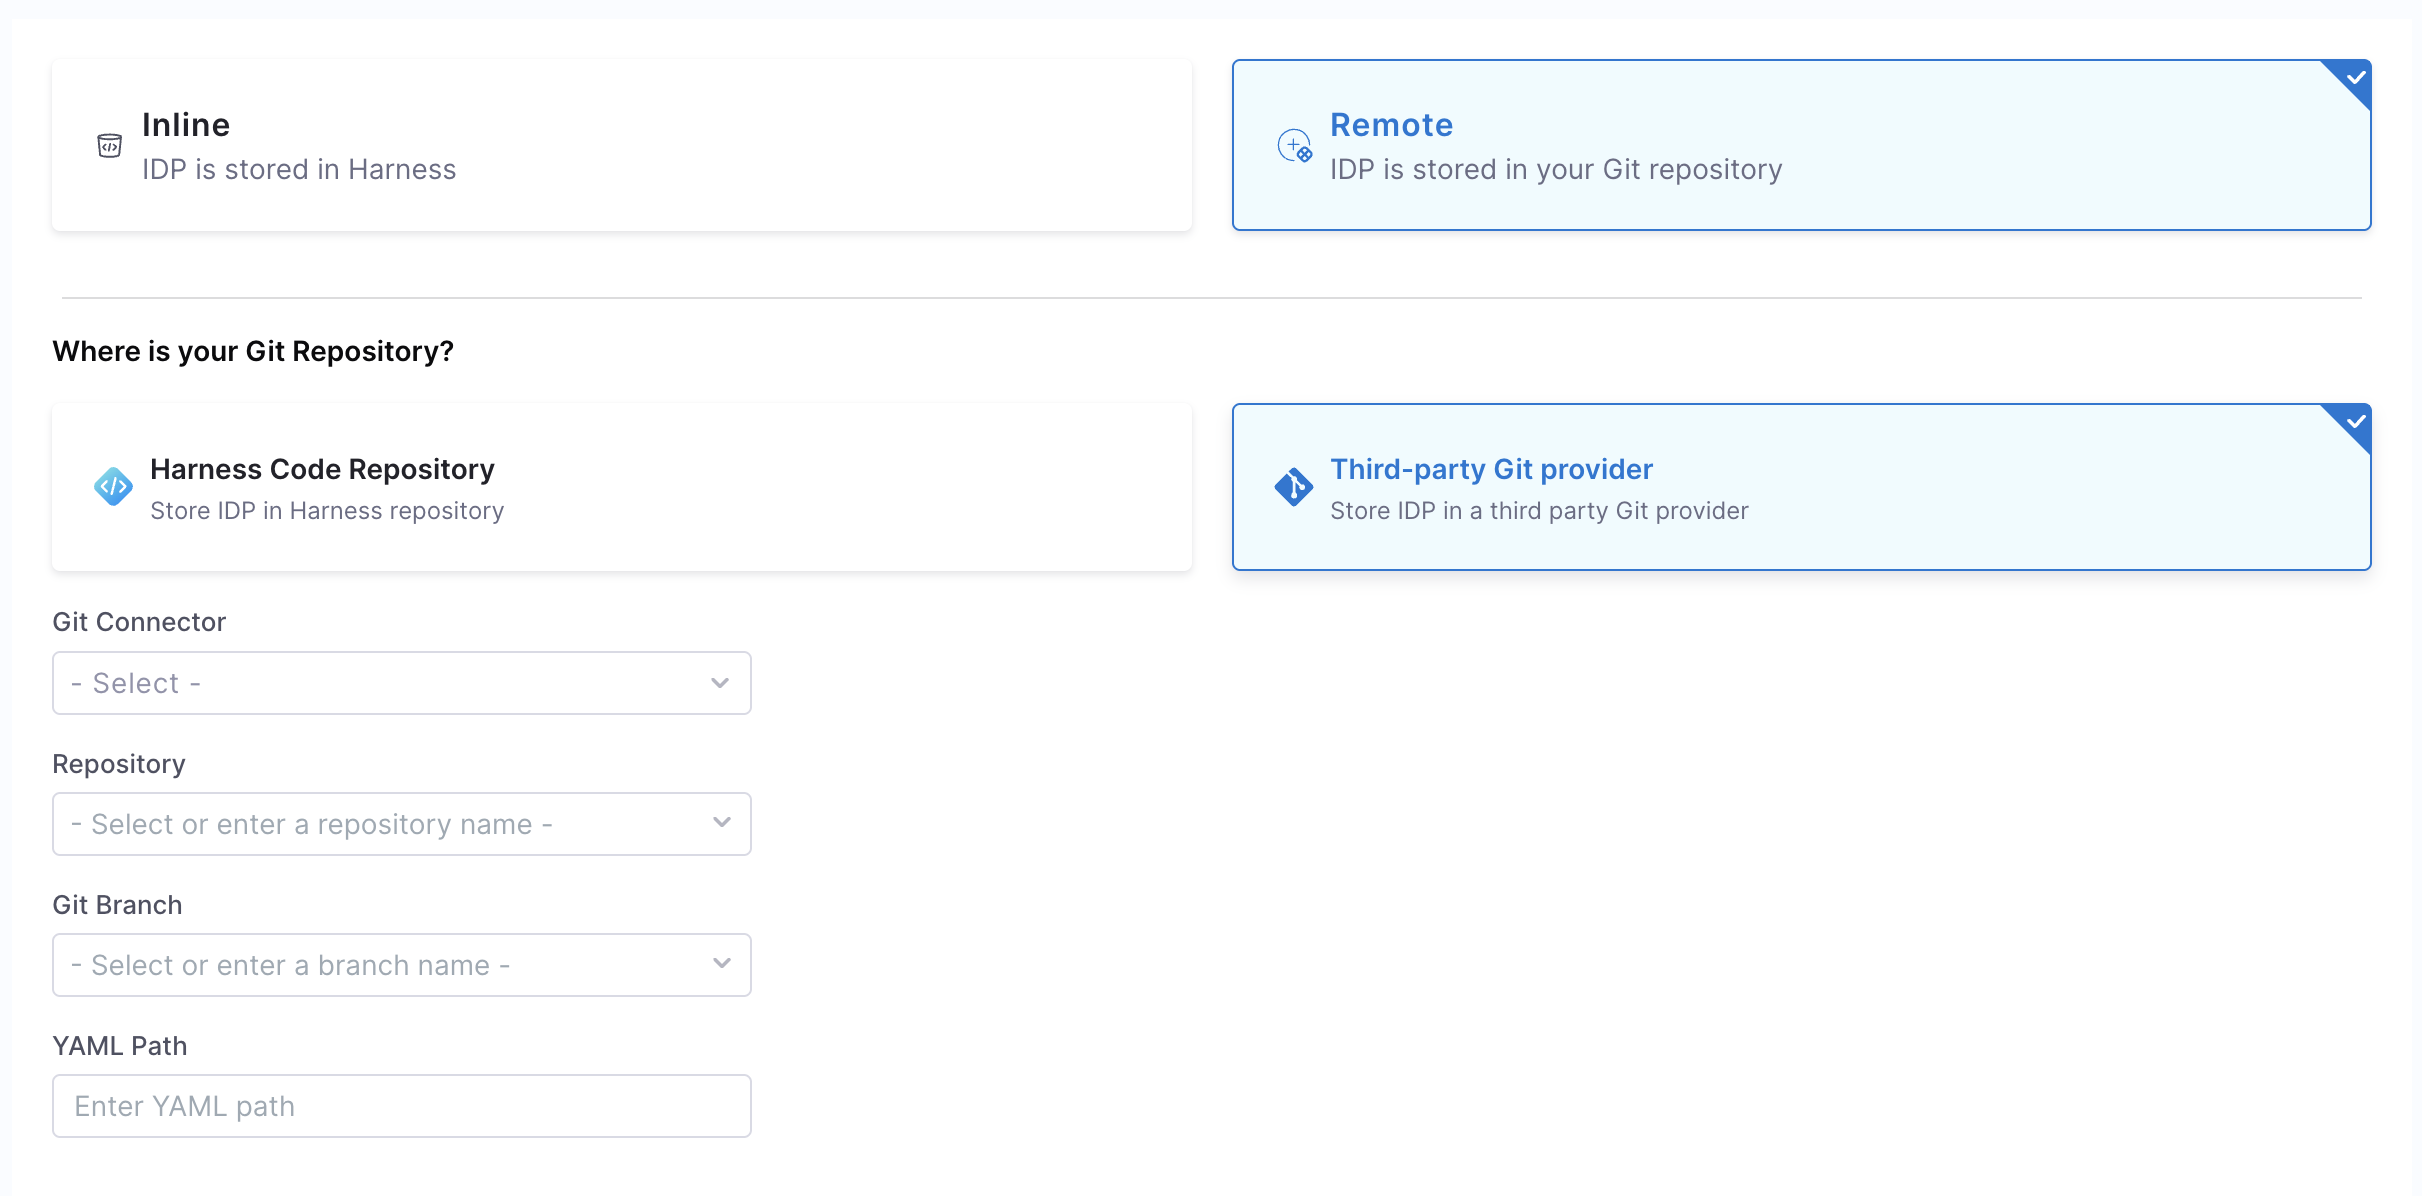 Inline
IDP is stored in Harness
Remote
IDP is stored in your Git repository
Where is your Git Repository?
Harness Code Repository
Store IDP in Harness repository
Third-party Git provider
Store IDP in a third party Git provider
Git Connector
- Select -
Repository
- Select or enter a repository name -
Git Branch
- Select or enter a branch name -
YAML Path
Enter YAML path